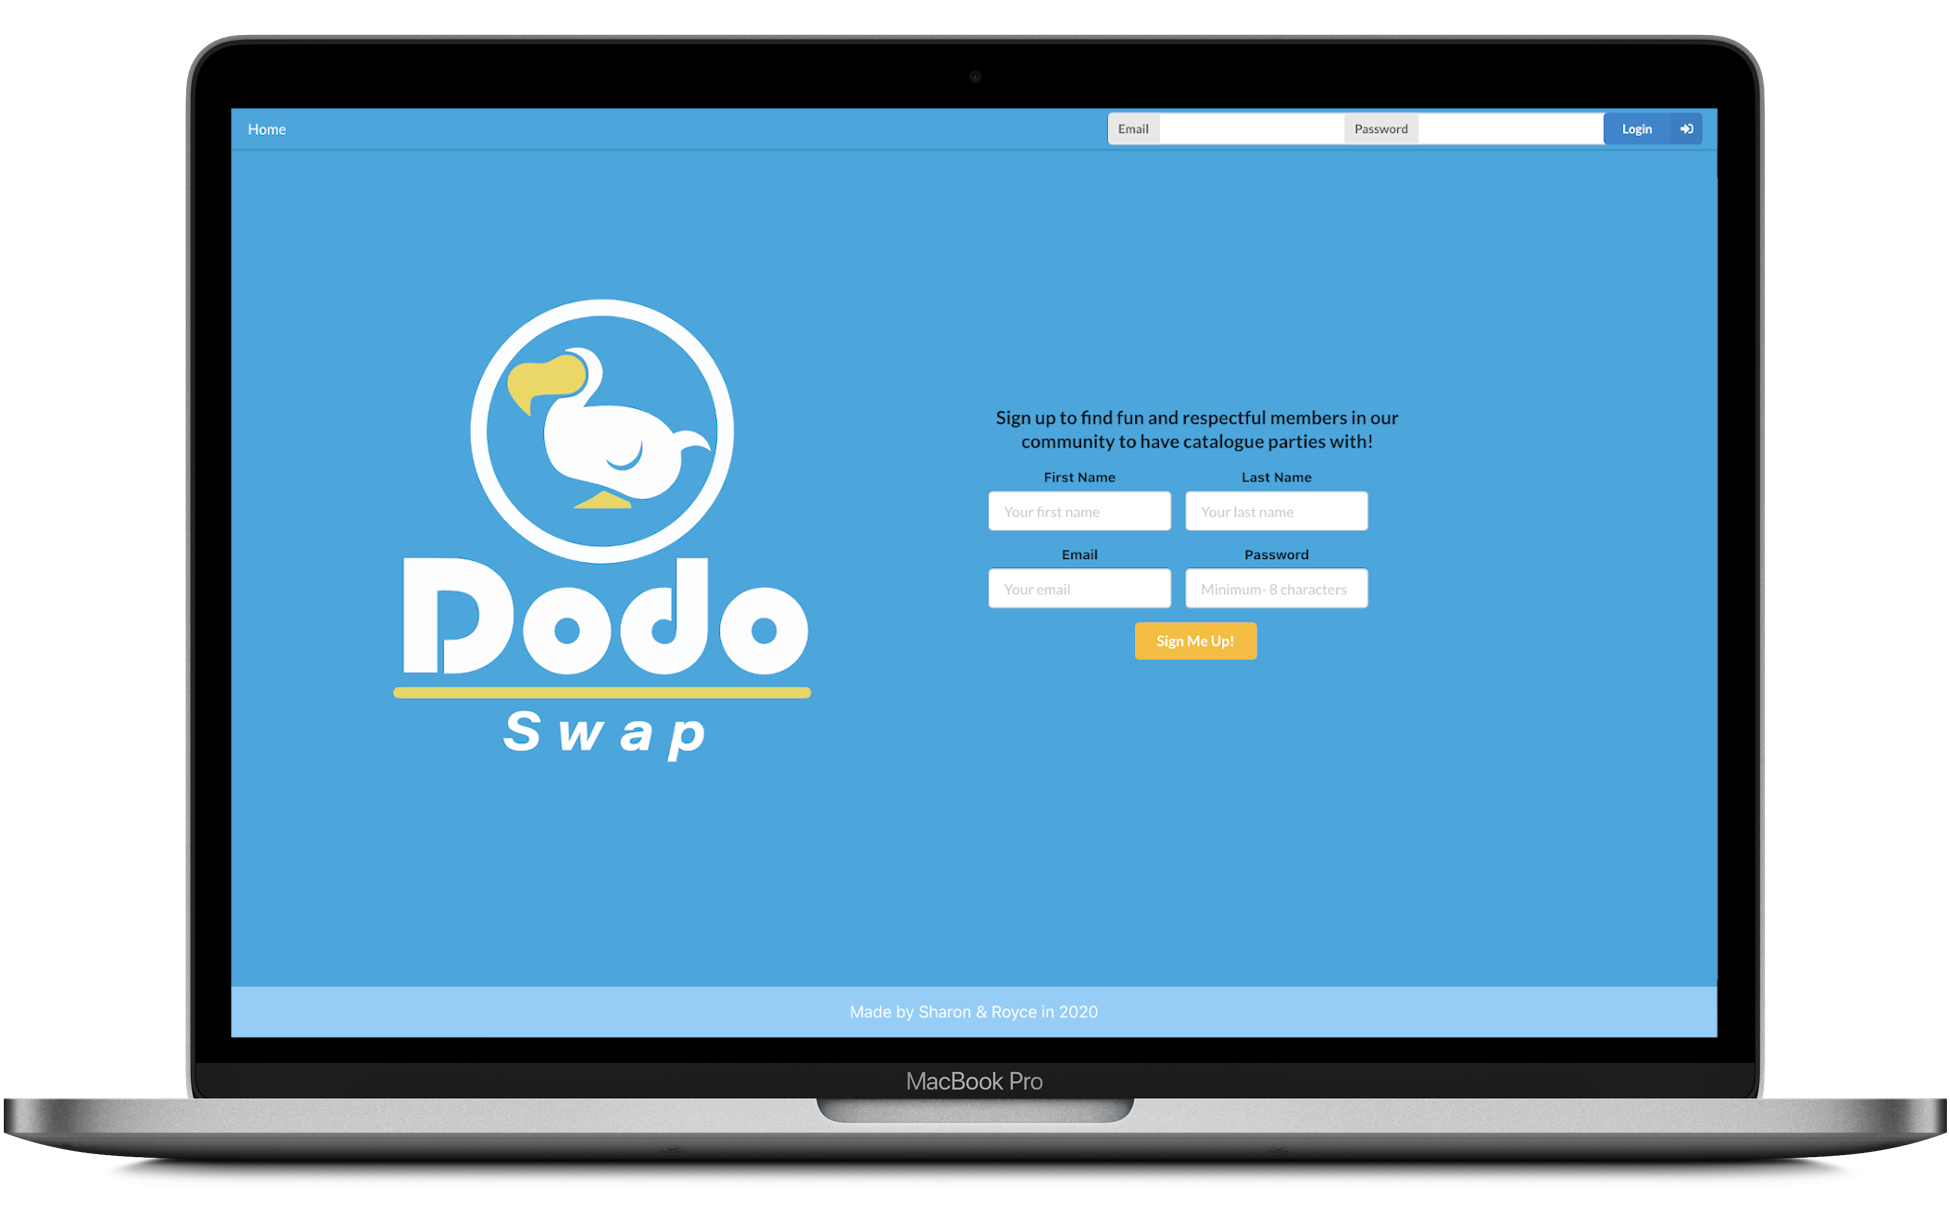 Home
Email
Password
Login
Dodo
Swap
Sign up to find fun and respectful members in our
community to have catalogue parties with!
First Name
Last Name
Your first name
Your last name
Email
Password
Your email
Minimum- 8 characters
Sign Me Up!
Made by Sharon & Royce in 2020
MacBook Pro